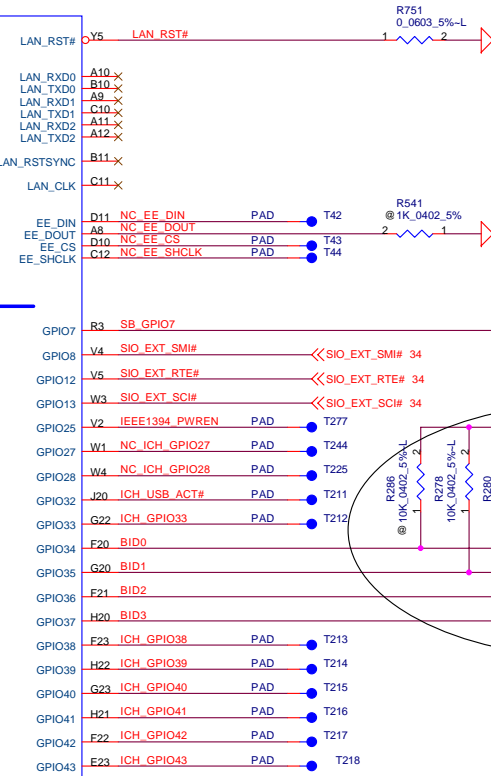 R751
0_0603_5%~L
LAN_RST# Y5 LAN_RST# 1 2
LAN_RXD0 A10
LAN_TXD0 B10
LAN_RXD1 A9
LAN_TXD1 C10
LAN_RXD2 A11
LAN_TXD2 A12
LAN_RSTSYNC B11
LAN_CLK C11
R541
@1K_0402_5%
EE_DIN D11 NC_EE_DIN PAD T42
EE_DOUT A8 NC_EE_DOUT 2 1
EE_CS D10 NC_EE_CS PAD T43
EE_SHCLK C12 NC_EE_SHCLK PAD T44
GPIO7 R3 SB_GPIO7
GPIO8 V4 SIO_EXT_SMI# SIO_EXT_SMI# 34
GPIO12 V5 SIO_EXT_RTE# SIO_EXT_RTE# 34
GPIO13 W3 SIO_EXT_SCI# SIO_EXT_SCI# 34
GPIO25 V2 IEEE1394_PWREN PAD T277
GPIO27 W1 NC_ICH_GPIO27 PAD T244
GPIO28 W4 NC_ICH_GPIO28 PAD T225
GPIO32 J20 ICH_USB_ACT# PAD T211
GPIO33 G22 ICH_GPIO33 PAD T212
R286
@10K_0402_5%~L
1 2
R278
10K_0402_5%~L
1 2
R280
GPIO34 F20 BID0
GPIO35 G20 BID1
GPIO36 F21 BID2
GPIO37 H20 BID3
GPIO38 F23 ICH_GPIO38 PAD T213
GPIO39 H22 ICH_GPIO39 PAD T214
GPIO40 G23 ICH_GPIO40 PAD T215
GPIO41 H21 ICH_GPIO41 PAD T216
GPIO42 F22 ICH_GPIO42 PAD T217
GPIO43 E23 ICH_GPIO43 PAD T218